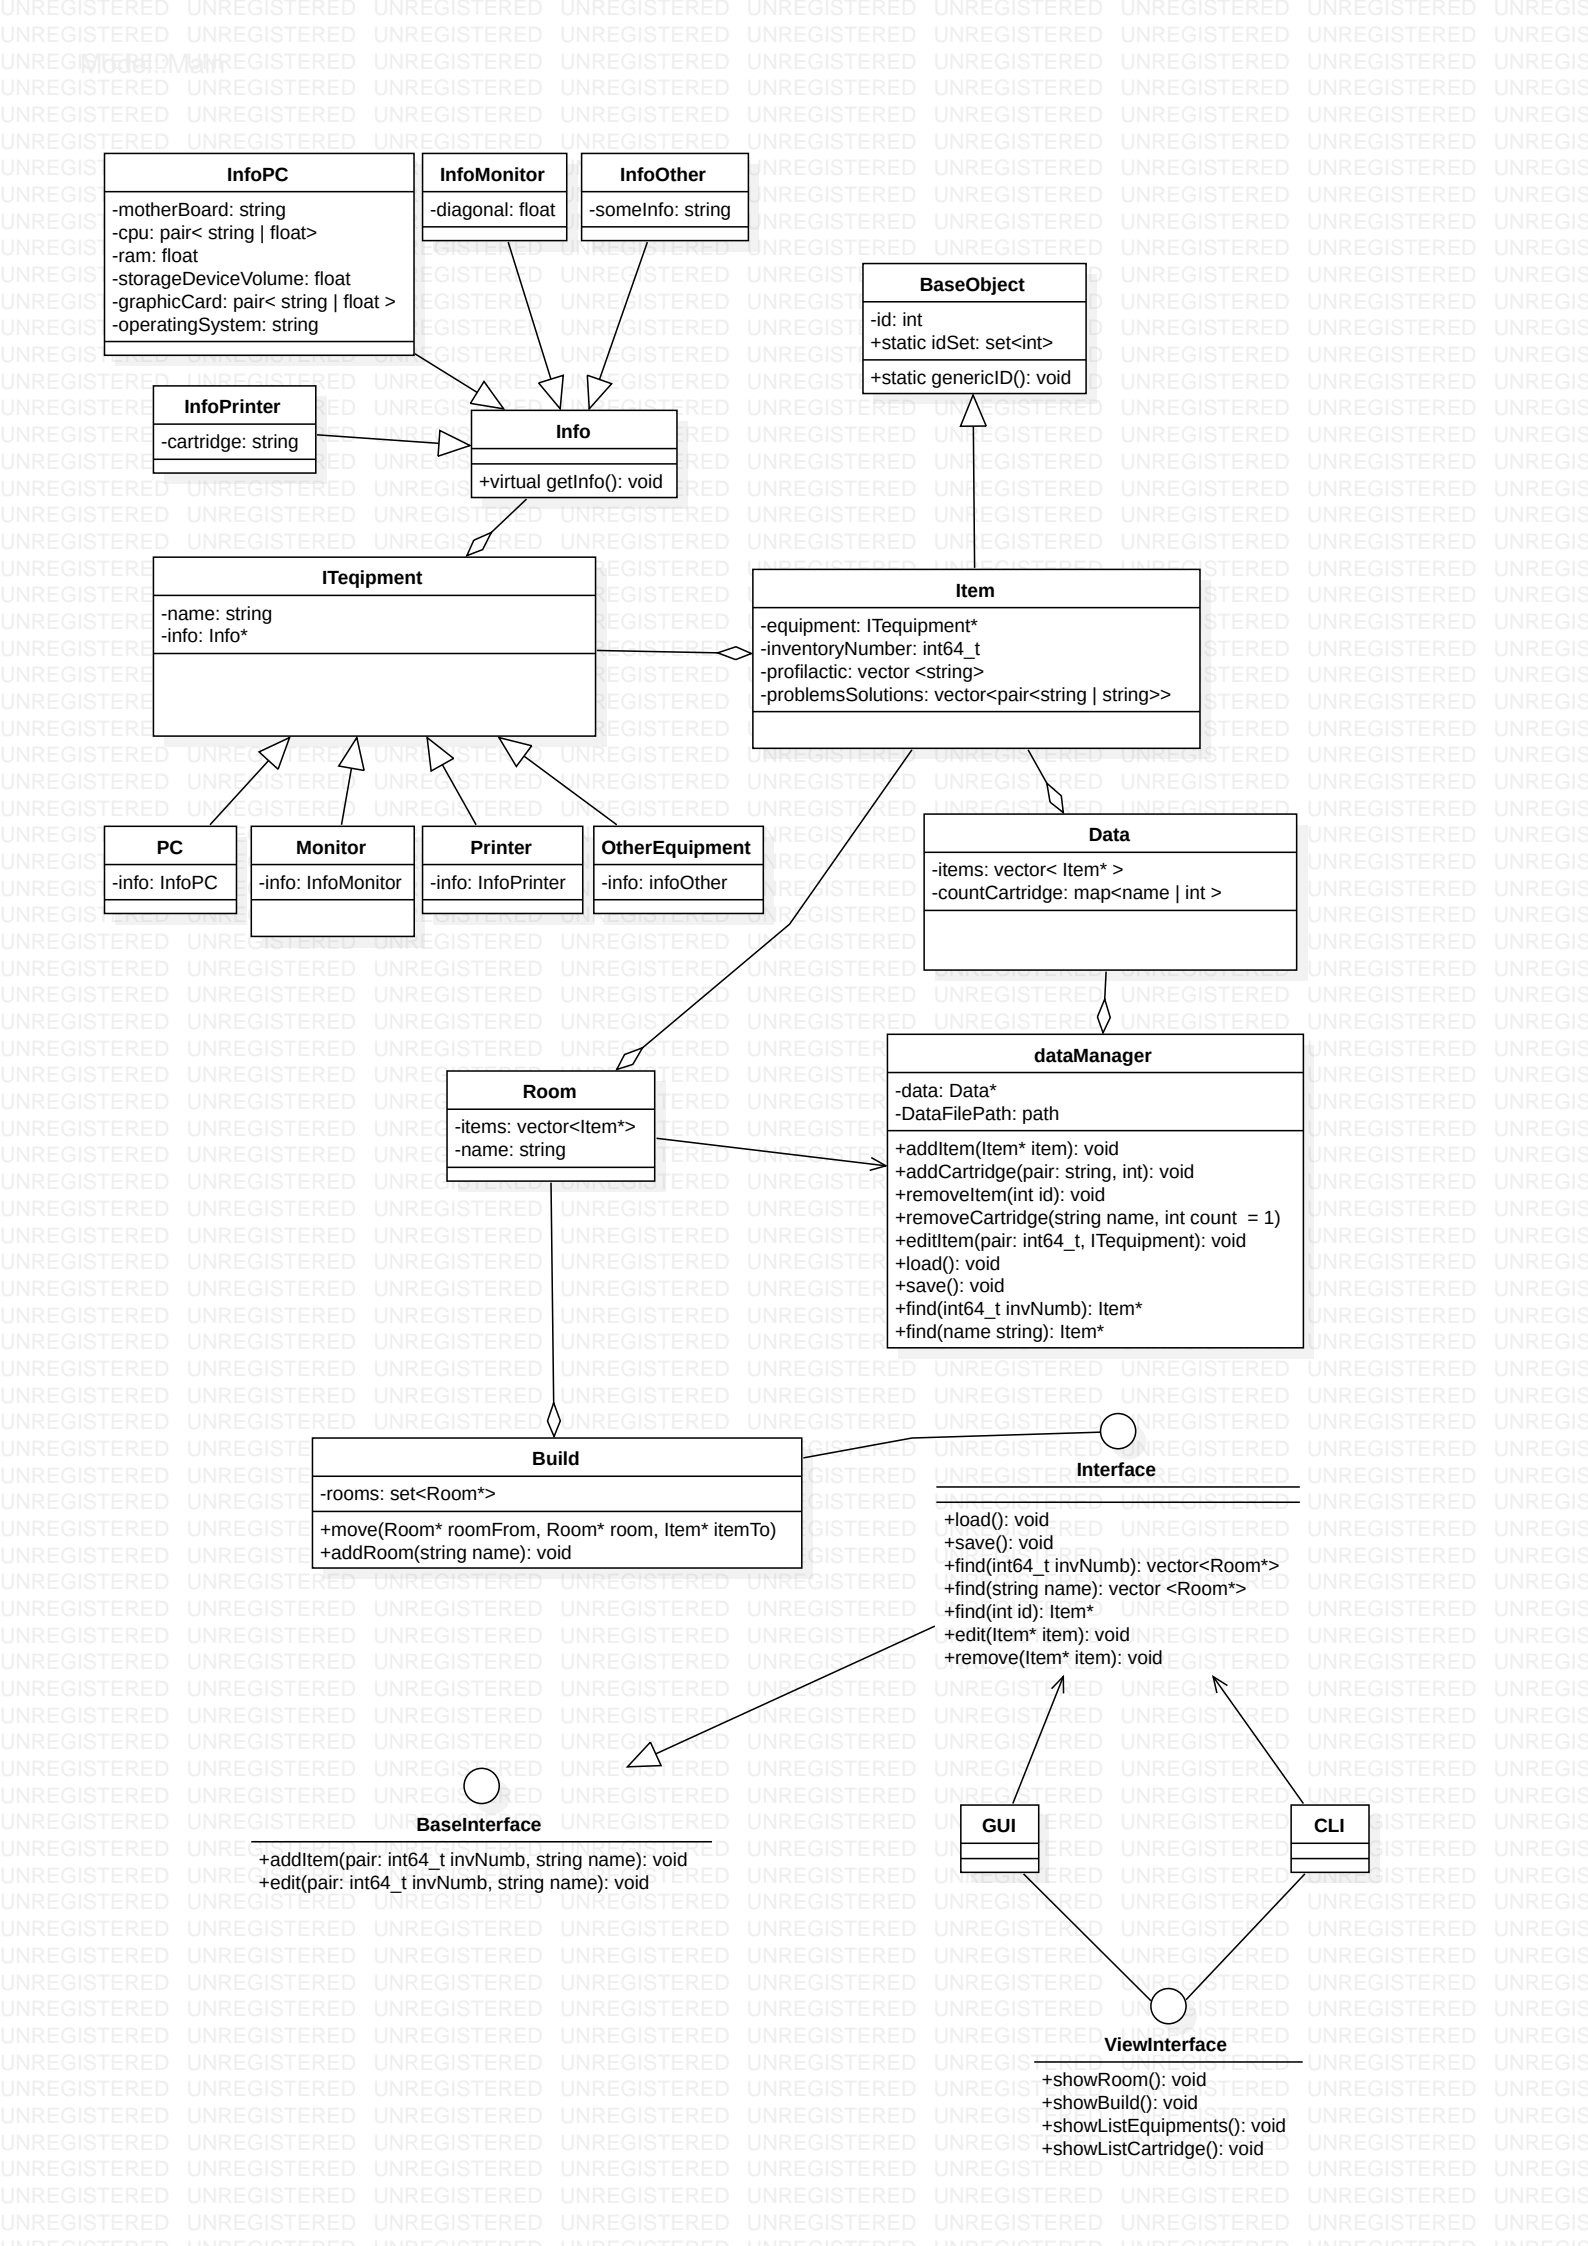 UNREGISTERED
Model::Main
InfoPC
-motherBoard: string
-cpu: pair< string | float>
-ram: float
-storageDeviceVolume: float
-graphicCard: pair< string | float >
-operatingSystem: string
InfoMonitor
-diagonal: float
InfoOther
-someInfo: string
BaseObject
-id: int
+static idSet: set<int>
+static genericID(): void
InfoPrinter
-cartridge: string
Info
+virtual getInfo(): void
ITeqipment
-name: string
-info: Info*
Item
-equipment: ITequipment*
-inventoryNumber: int64_t
-profilactic: vector <string>
-problemsSolutions: vector<pair<string | string>>
PC
-info: InfoPC
Monitor
-info: InfoMonitor
Printer
-info: InfoPrinter
OtherEquipment
-info: infoOther
Data
-items: vector< Item* >
-countCartridge: map<name | int >
Room
-items: vector<Item*>
-name: string
dataManager
-data: Data*
-DataFilePath: path
+addItem(Item* item): void
+addCartridge(pair: string, int): void
+removeItem(int id): void
+removeCartridge(string name, int count  = 1)
+editItem(pair: int64_t, ITequipment): void
+load(): void
+save(): void
+find(int64_t invNumb): Item*
+find(name string): Item*
Build
-rooms: set<Room*>
+move(Room* roomFrom, Room* room, Item* itemTo)
+addRoom(string name): void
Interface
+load(): void
+save(): void
+find(int64_t invNumb): vector<Room*>
+find(string name): vector <Room*>
+find(int id): Item*
+edit(Item* item): void
+remove(Item* item): void
BaseInterface
+addItem(pair: int64_t invNumb, string name): void
+edit(pair: int64_t invNumb, string name): void
GUI
CLI
ViewInterface
+showRoom(): void
+showBuild(): void
+showListEquipments(): void
+showListCartridge(): void